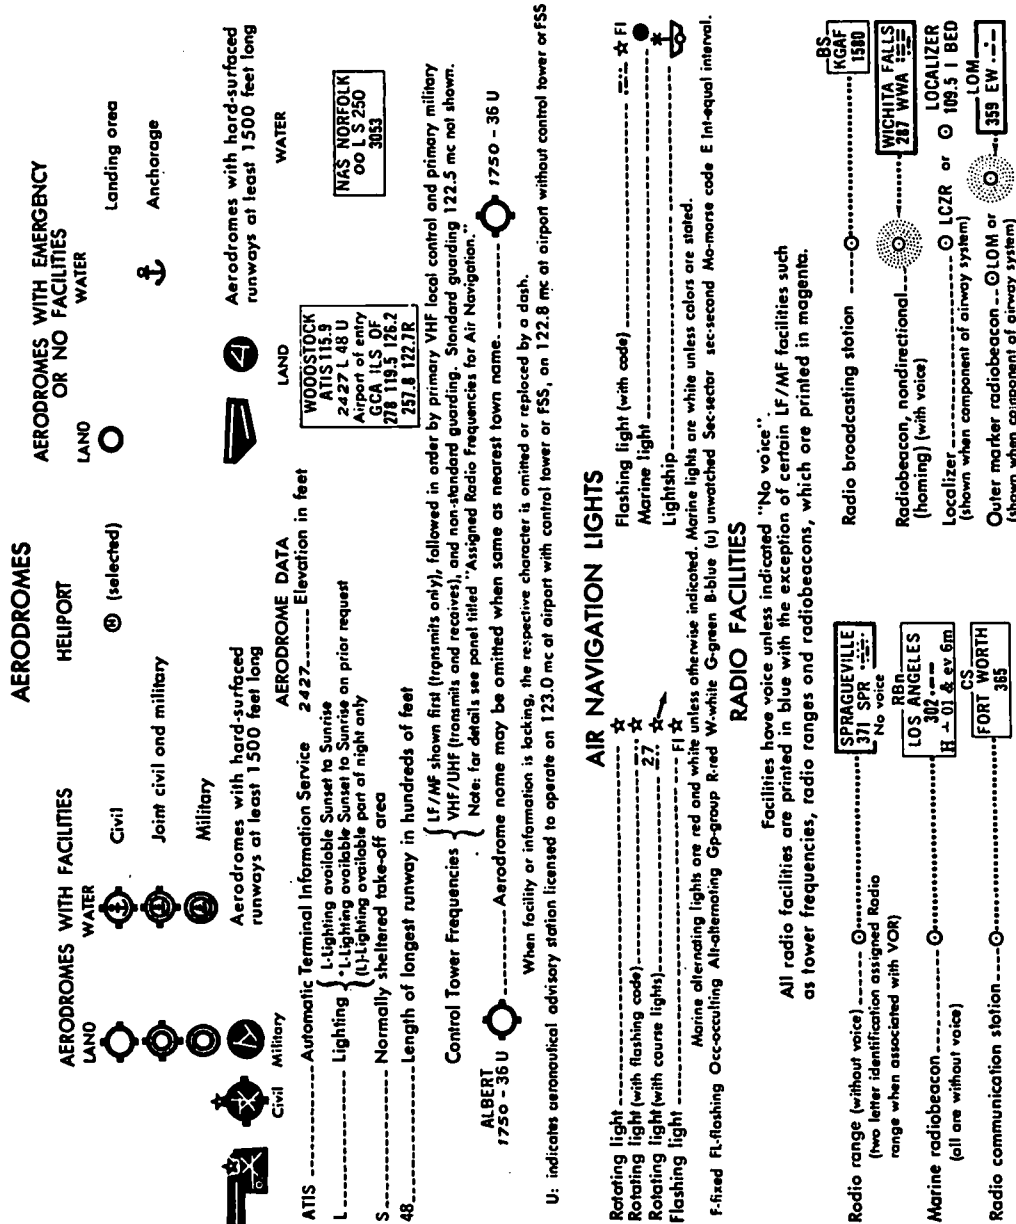 AERODROMES
AERODROMES WITH FACILITIES
LAND
WATER
Civil
Joint civil and military
Military
HELIPORT
(selected)
AERODROMES WITH EMERGENCY
OR NO FACILITIES
LAND
WATER
Landing area
Anchorage
Civil
Military
Aerodromes with hard-surfaced
runways at least 1500 feet long
Aerodromes with hard-surfaced
runways at least 1500 feet long
AERODROME DATA
LAND
WATER
ATIS Automatic Terminal Information Service
2427 Elevation in feet
L Lighting
L-Lighting available Sunset to Sunrise
*L-Lighting available Sunset to Sunrise on prior request
(L)-Lighting available part of night only
S Normally sheltered take-off area
48 Length of longest runway in hundreds of feet
WOODSTOCK
ATIS 115.9
2427 L 48 U
Airport of entry
GCA ILS DF
278 119.5 126.2
257.8 122.7R
NAS NORFOLK
00 L S 250
3053
Control Tower Frequencies
LF/MF shown first (transmits only), followed in order by primary VHF local control and primary military
VHF/UHF (transmits and receives), and non-standard guarding. Standard guarding 122.5 mc not shown.
Note: for details see panel titled "Assigned Radio Frequencies for Air Navigation."
ALBERT
1750 - 36 U
Aerodrome name may be omitted when same as nearest town name.
1750 - 36 U
When facility or information is lacking, the respective character is omitted or replaced by a dash.
U: indicates aeronautical advisory station licensed to operate on 123.0 mc at airport with control tower or FSS, on 122.8 mc at airport without control tower or FSS
AIR NAVIGATION LIGHTS
Rotating light
Rotating light (with flashing code)
Rotating light (with course lights) 27
Flashing light Fl
Flashing light (with code) Fl
Marine light
Lightship
Marine alternating lights are red and white unless otherwise indicated. Marine lights are white unless colors are stated.
F-fixed FL-flashing Occ-occulting Alt-alternating Gp-group R-red W-white G-green B-blue (u) unwatched Sec-sector sec-second Mo-morse code E Int-equal interval.
RADIO FACILITIES
Facilities have voice unless indicated "No voice".
All radio facilities are printed in blue with the exception of certain LF/MF facilities such
as tower frequencies, radio ranges and radiobeacons, which are printed in magenta.
Radio range (without voice)
(two letter identification assigned Radio
range when associated with VOR)
SPRAGUEVILLE
371 SPR
No voice
Marine radiobeacon
(all are without voice)
RBn
LOS ANGELES
302
H + 01 & ev 6m
Radio communication station
CS
FORT WORTH
365
Radio broadcasting station
BS
KGAF
1580
Radiobeacon, nondirectional
(homing) (with voice)
WICHITA FALLS
287 WWA
Localizer LCZR or
(shown when component of airway system)
LOCALIZER
109.5 I BED
Outer marker radiobeacon LOM or
(shown when component of airway system)
LOM
359 EW